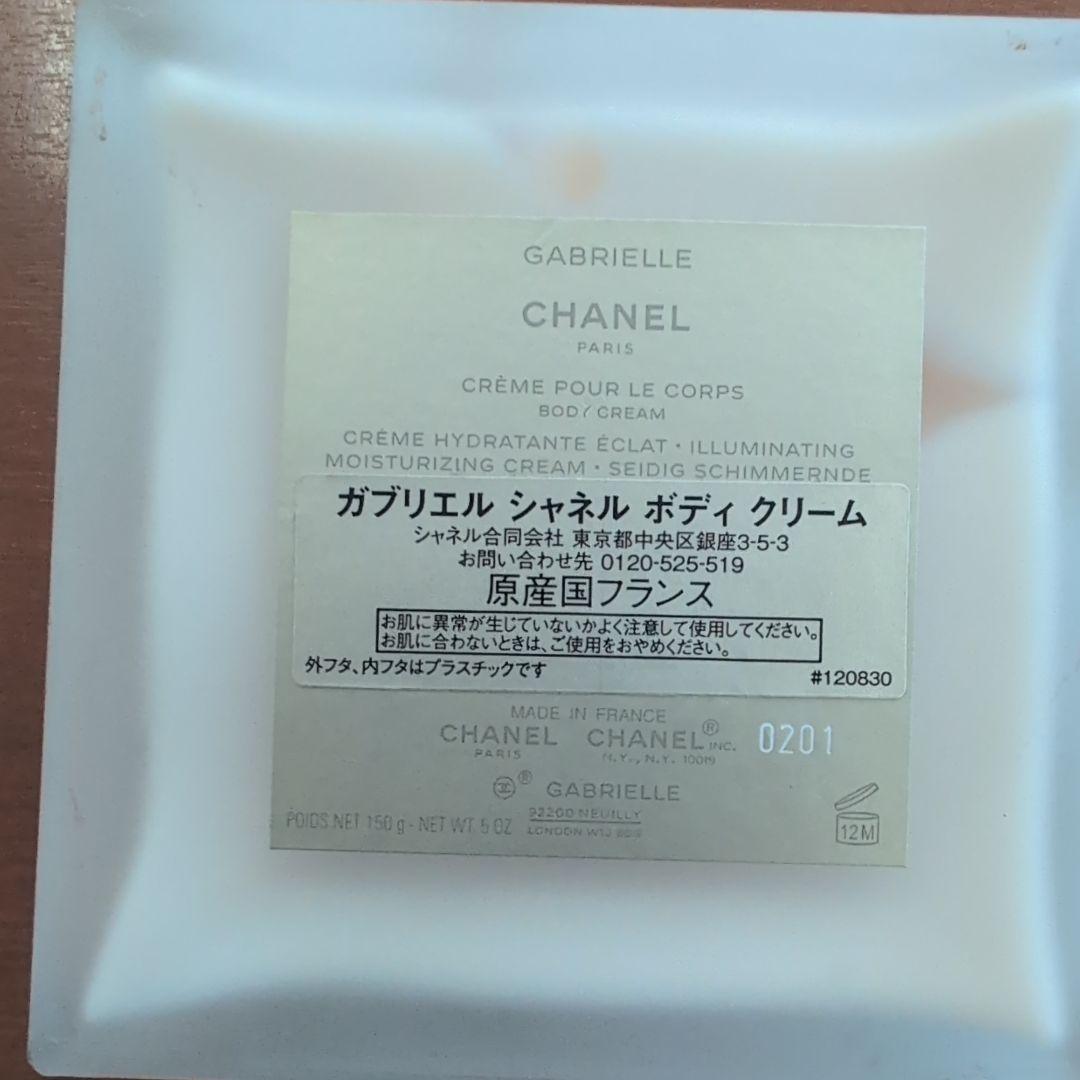 GABRIELLE
CHANEL
PARIS
CRÈME POUR LE CORPS
BODY CREAM
CRÈME HYDRATANTE ÉCLAT • ILLUMINATING
MOISTURIZING CREAM • SEIDIG SCHIMMERNDE
ガブリエル シャネル ボディ クリーム
シャネル合同会社 東京都中央区銀座3-5-3
お問い合わせ先 0120-525-519
原産国フランス
お肌に異常が生じていないかよく注意して使用してください。
お肌に合わないときは、ご使用をおやめください。
外フタ、内フタはプラスチックです #120830
MADE IN FRANCE
CHANEL CHANEL® INC. 0201
PARIS N.Y., N.Y. 10019
® GABRIELLE
POIDS NET 150 g - NET WT. 5 OZ
92200 NEUILLY
LONDON W1J
12M